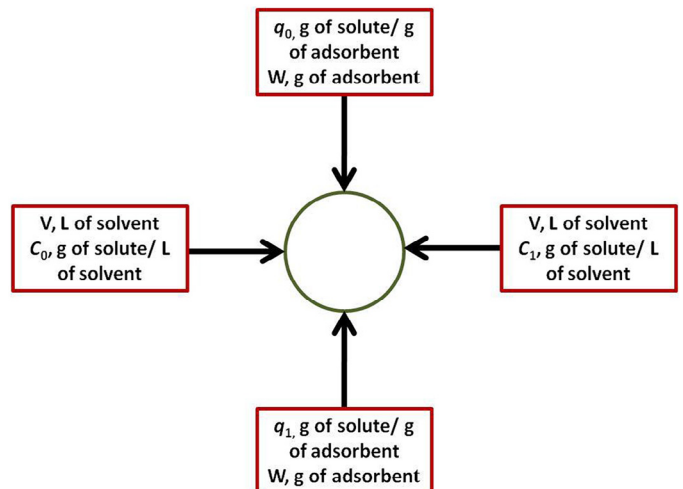 q0, g of solute/ g
of adsorbent
W, g of adsorbent
V, L of solvent
C0, g of solute/ L
of solvent
V, L of solvent
C1, g of solute/ L
of solvent
q1, g of solute/ g
of adsorbent
W, g of adsorbent